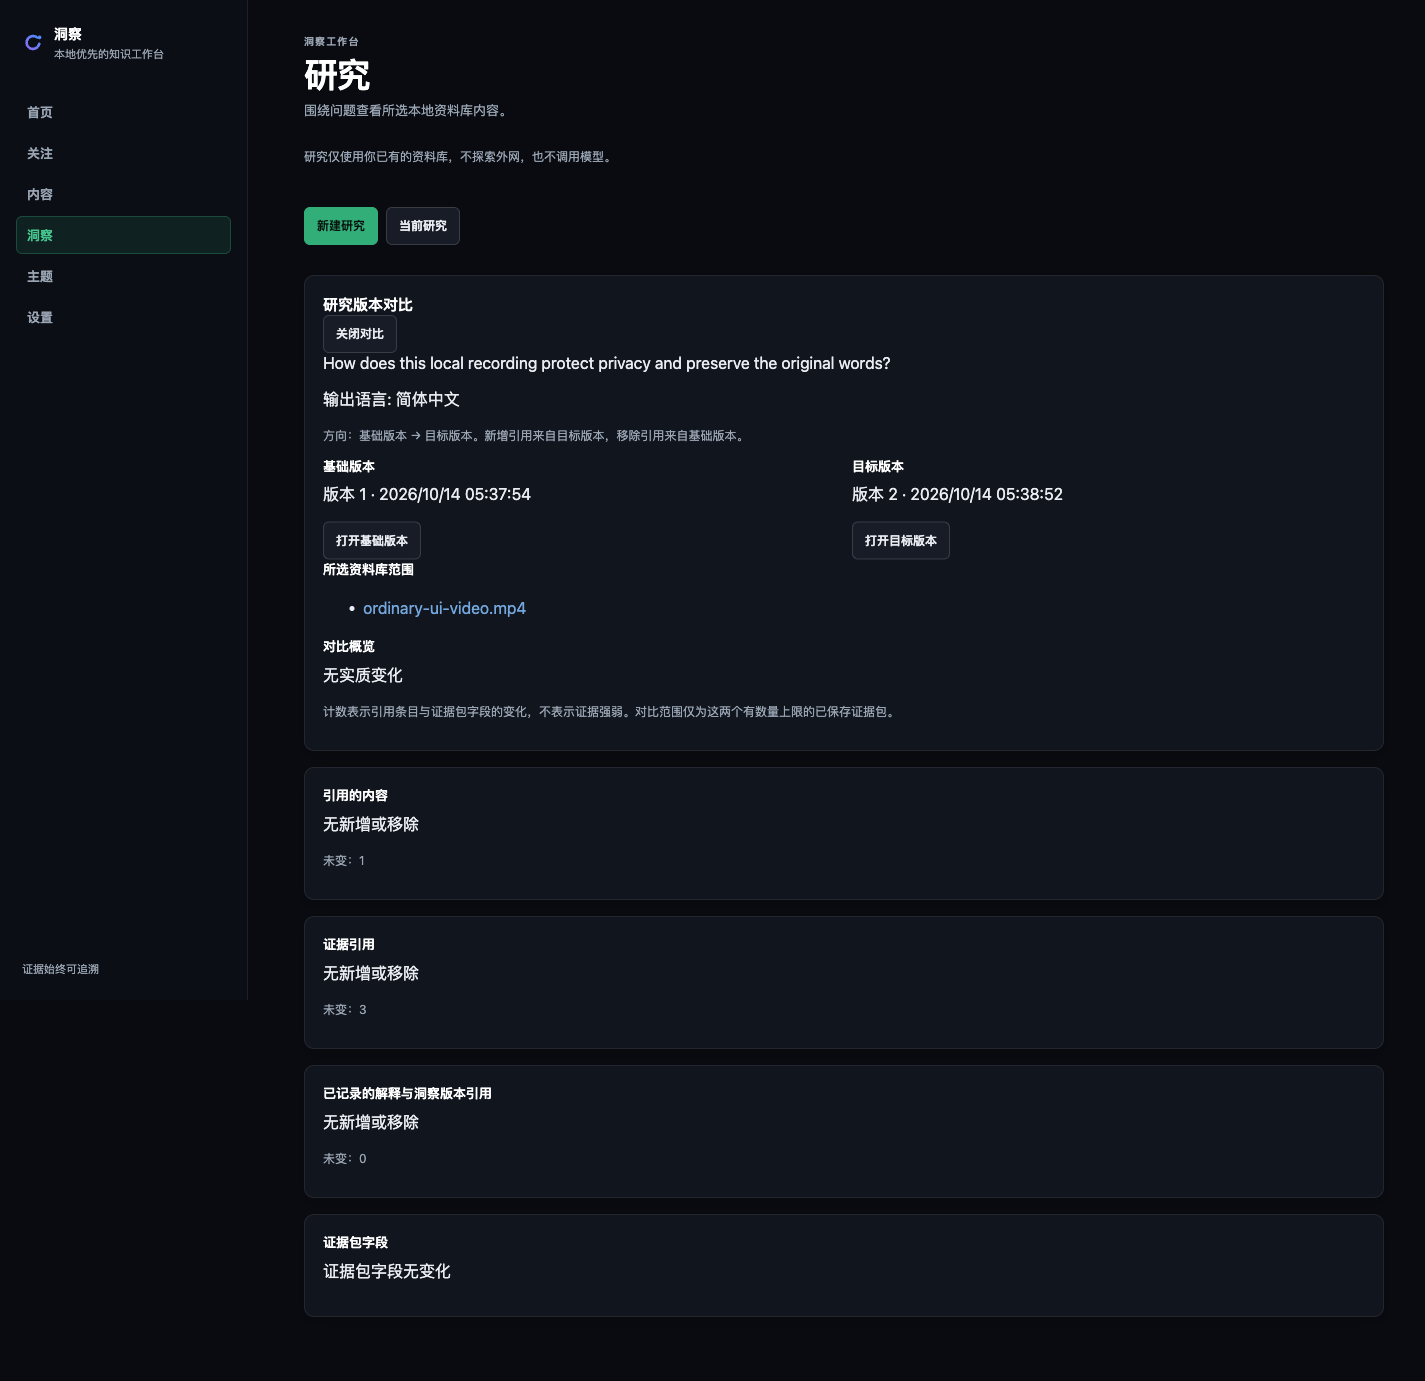 洞察
本地优先的知识工作台
首页
关注
内容
洞察
主题
设置
证据始终可追溯
洞察工作台
研究
围绕问题查看所选本地资料库内容。
研究仅使用你已有的资料库，不探索外网，也不调用模型。
新建研究
当前研究
研究版本对比
关闭对比
How does this local recording protect privacy and preserve the original words?
输出语言: 简体中文
方向：基础版本 → 目标版本。新增引用来自目标版本，移除引用来自基础版本。
基础版本
版本 1 · 2026/10/14 05:37:54
打开基础版本
目标版本
版本 2 · 2026/10/14 05:38:52
打开目标版本
所选资料库范围
• ordinary-ui-video.mp4
对比概览
无实质变化
计数表示引用条目与证据包字段的变化，不表示证据强弱。对比范围仅为这两个有数量上限的已保存证据包。
引用的内容
无新增或移除
未变：1
证据引用
无新增或移除
未变：3
已记录的解释与洞察版本引用
无新增或移除
未变：0
证据包字段
证据包字段无变化